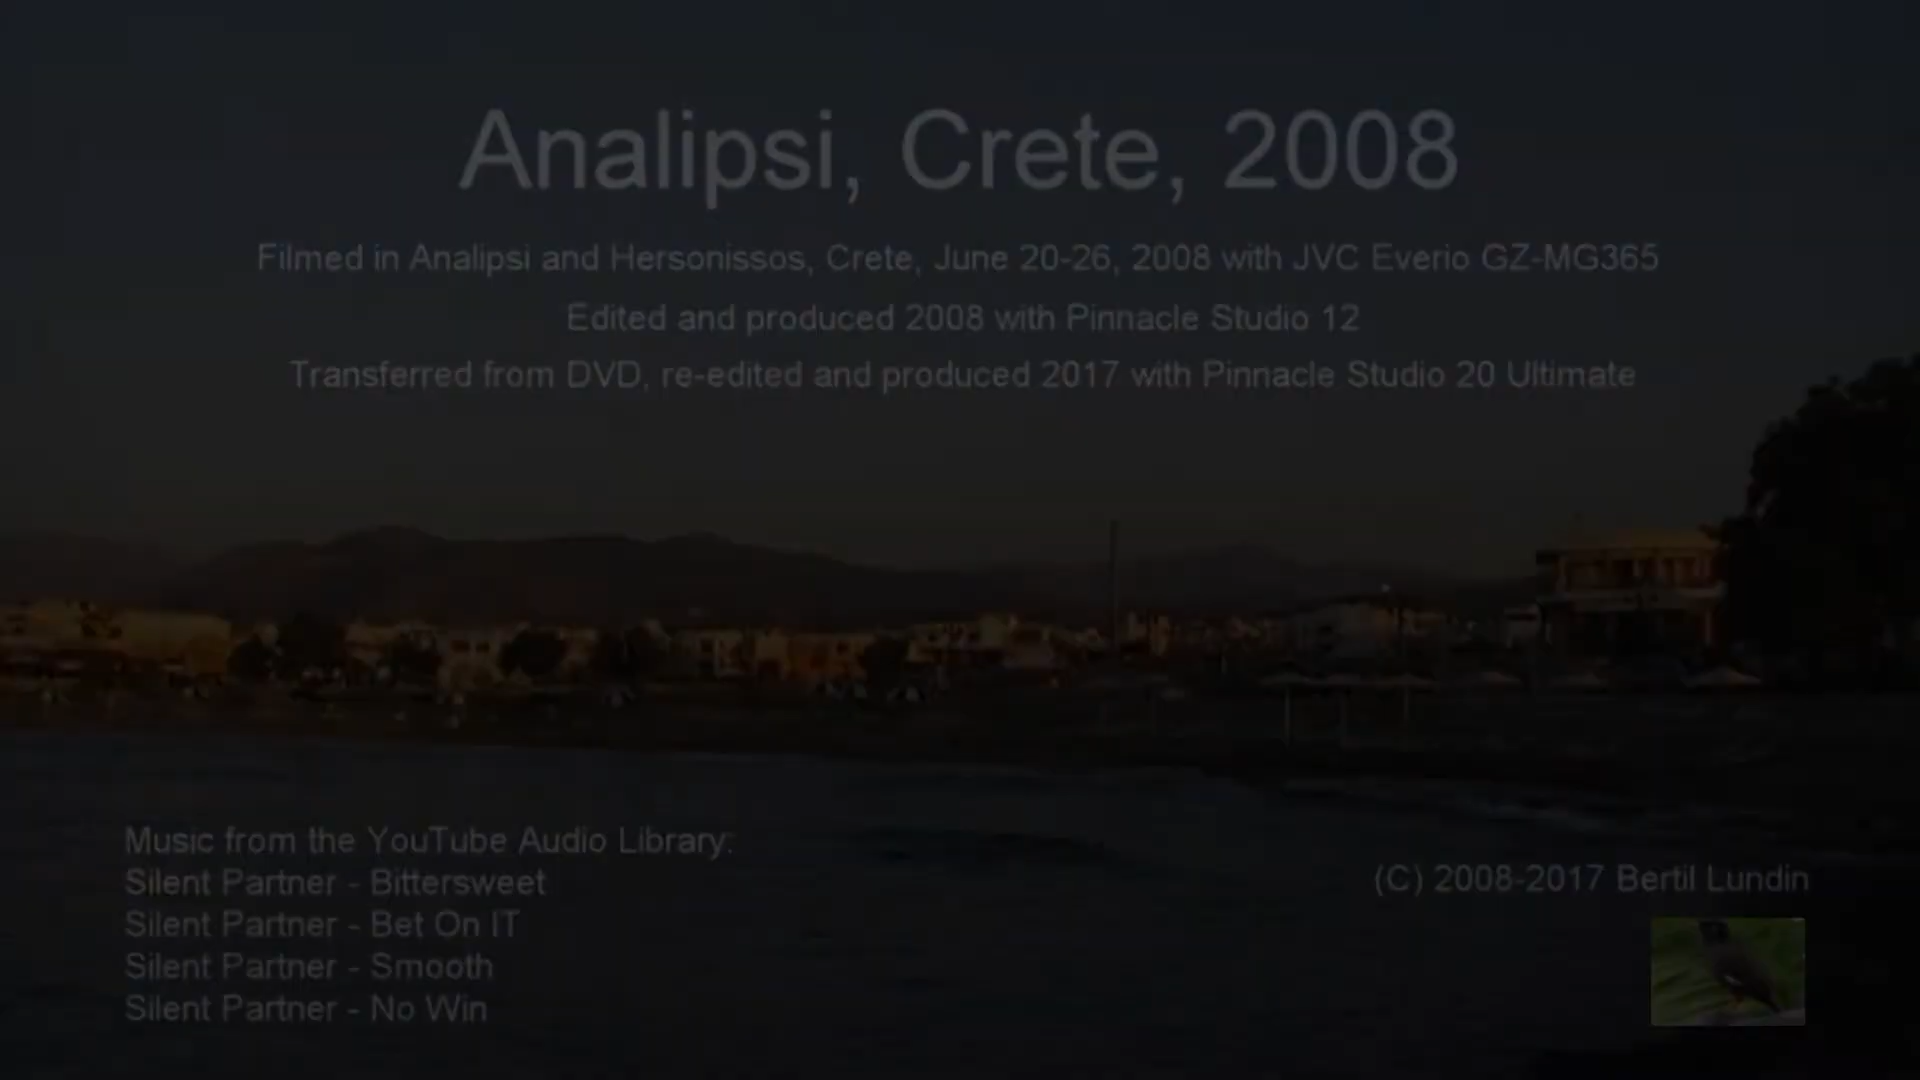 Analipsi, Crete, 2008
Filmed in Analipsi and Hersonissos, Crete, June 20-26, 2008 with JVC Everio GZ-MG365
Edited and produced 2008 with Pinnacle Studio 12
Transferred from DVD, re-edited and produced 2017 with Pinnacle Studio 20 Ultimate
Music from the YouTube Audio Library:
Silent Partner - Bittersweet
Silent Partner - Bet On IT
Silent Partner - Smooth
Silent Partner - No Win
(C) 2008-2017 Bertil Lundin